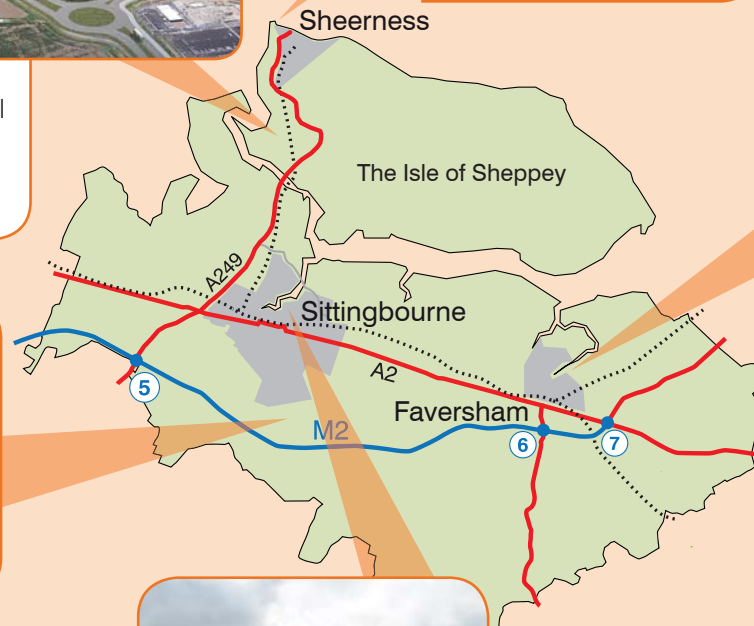 Sheerness
l
The Isle of Sheppey
A249
Sittingbourne
A2
5
Faversham
M2
6
7